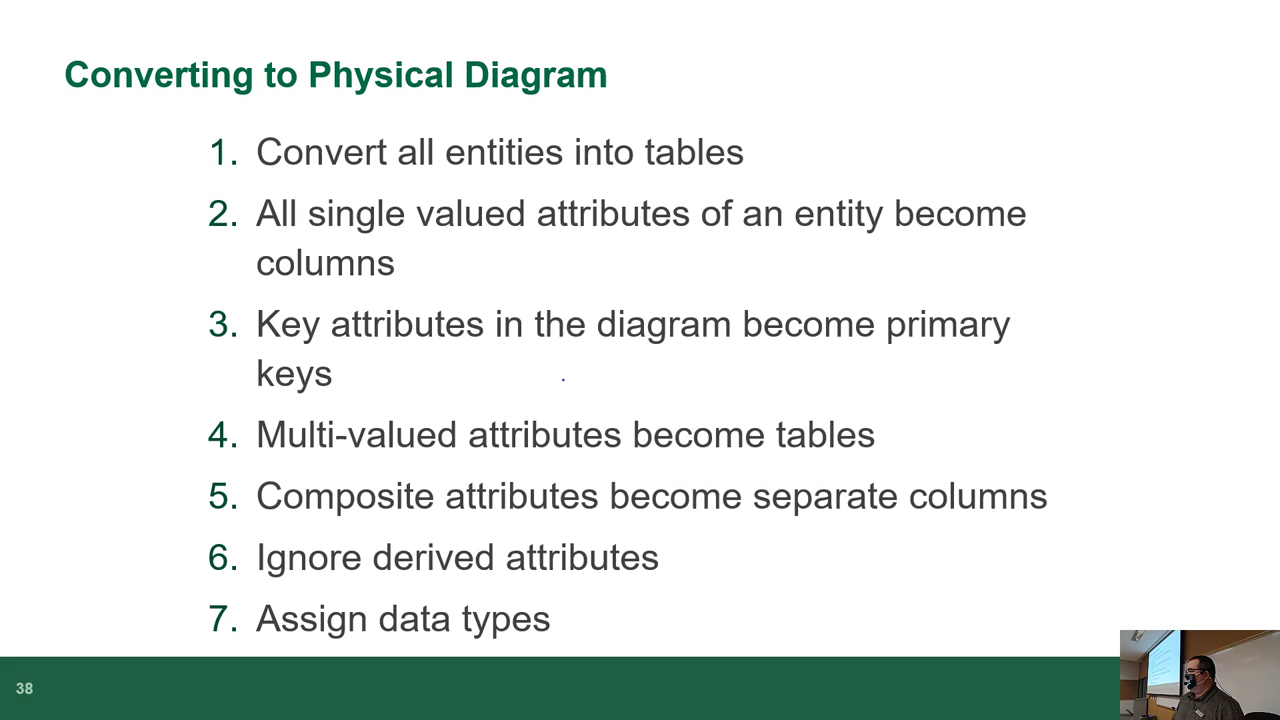 Converting to Physical Diagram
1. Convert all entities into tables
2. All single valued attributes of an entity become
columns
3. Key attributes in the diagram become primary
keys
4. Multi-valued attributes become tables
5. Composite attributes become separate columns
6. Ignore derived attributes
7. Assign data types
38